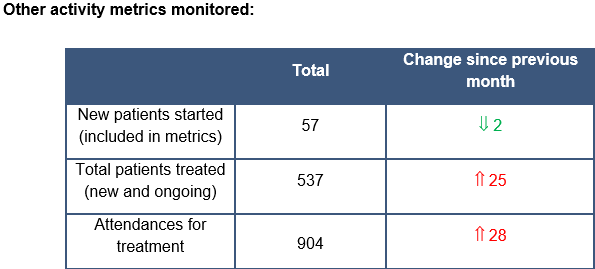 Other activity metrics monitored:
Total
Change since previous
month
New patients started
(included in metrics)
57
⇓ 2
Total patients treated
(new and ongoing)
537
⇑ 25
Attendances for
treatment
904
⇑ 28